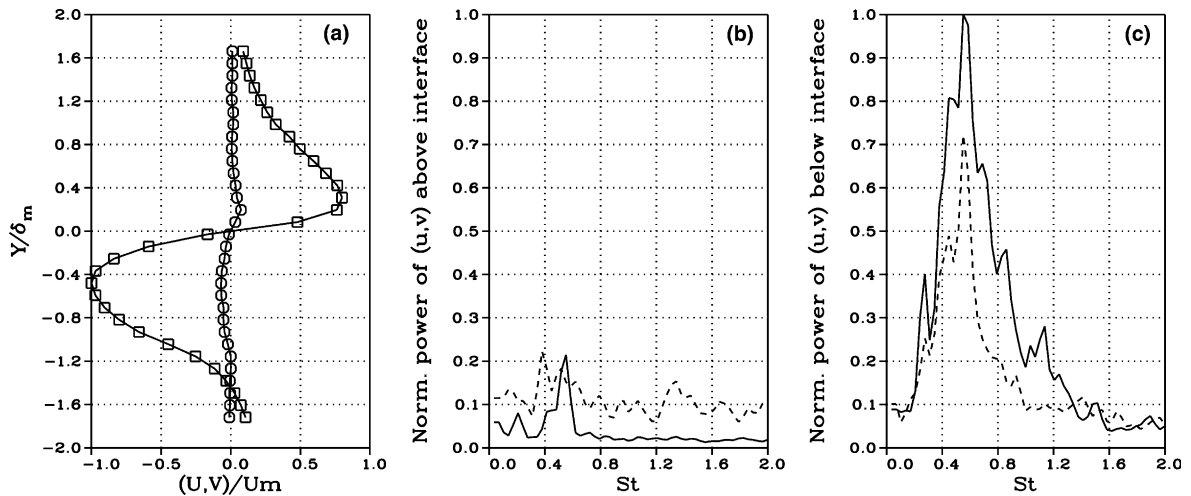 (a)
2.0
1.6
1.2
0.8
0.4
0.0
−0.4
−0.8
−1.2
−1.6
−2.0
Y/δm
−1.0 −0.5 0.0 0.5 1.0
(U,V)/Um
(b)
1.0
0.9
0.8
0.7
0.6
0.5
0.4
0.3
0.2
0.1
0.0
Norm. power of (u,v) above interface
0.0 0.4 0.8 1.2 1.6 2.0
St
(c)
1.0
0.9
0.8
0.7
0.6
0.5
0.4
0.3
0.2
0.1
0.0
Norm. power of (u,v) below interface
0.0 0.4 0.8 1.2 1.6 2.0
St